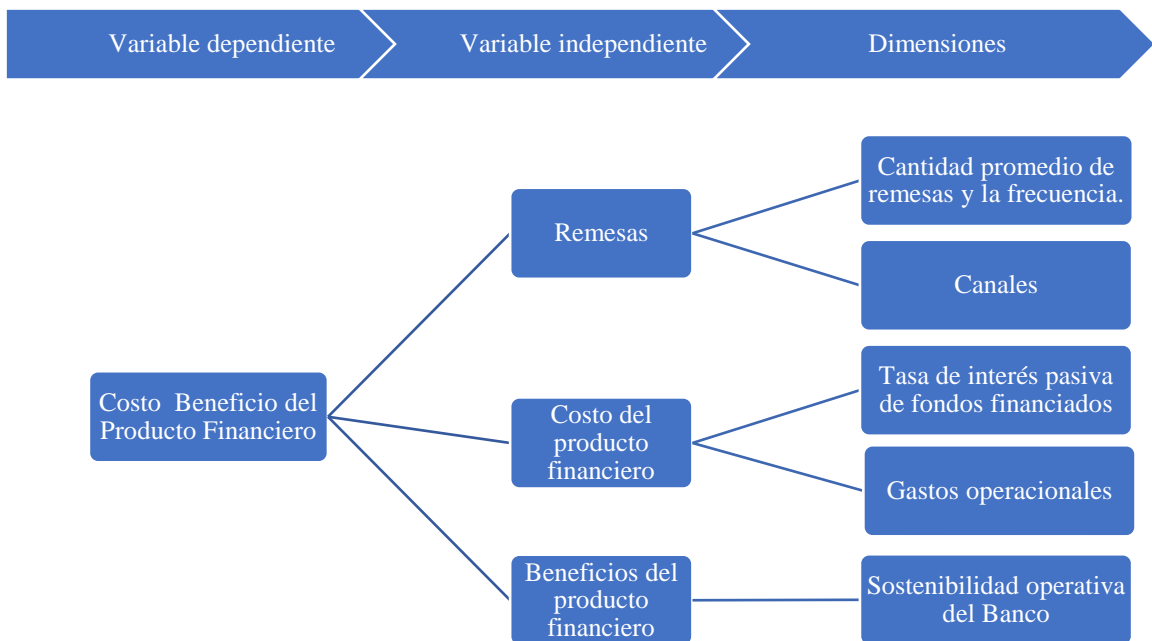 Variable dependiente
Variable independiente
Dimensiones
Cantidad promedio de
remesas y la frecuencia.
Remesas
Canales
Costo Beneficio del
Producto Financiero
Tasa de interés pasiva
de fondos financiados
Costo del
producto
financiero
Gastos operacionales
Beneficios del
producto
financiero
Sostenibilidad operativa
del Banco